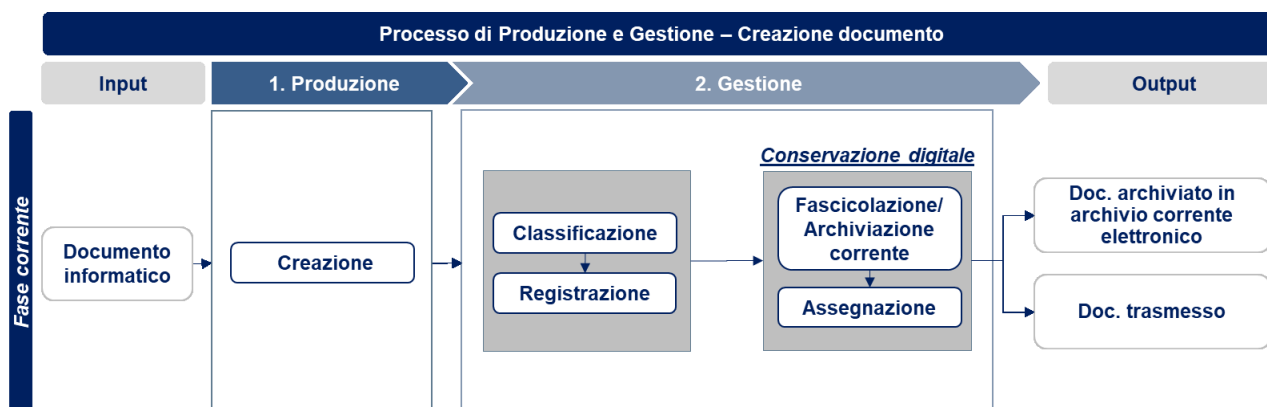 Processo di Produzione e Gestione – Creazione documento
Input
1. Produzione
2. Gestione
Output
Fase corrente
Documento
informatico
Creazione
Classificazione
Registrazione
Conservazione digitale
Fascicolazione/
Archiviazione
corrente
Assegnazione
Doc. archiviato in
archivio corrente
elettronico
Doc. trasmesso